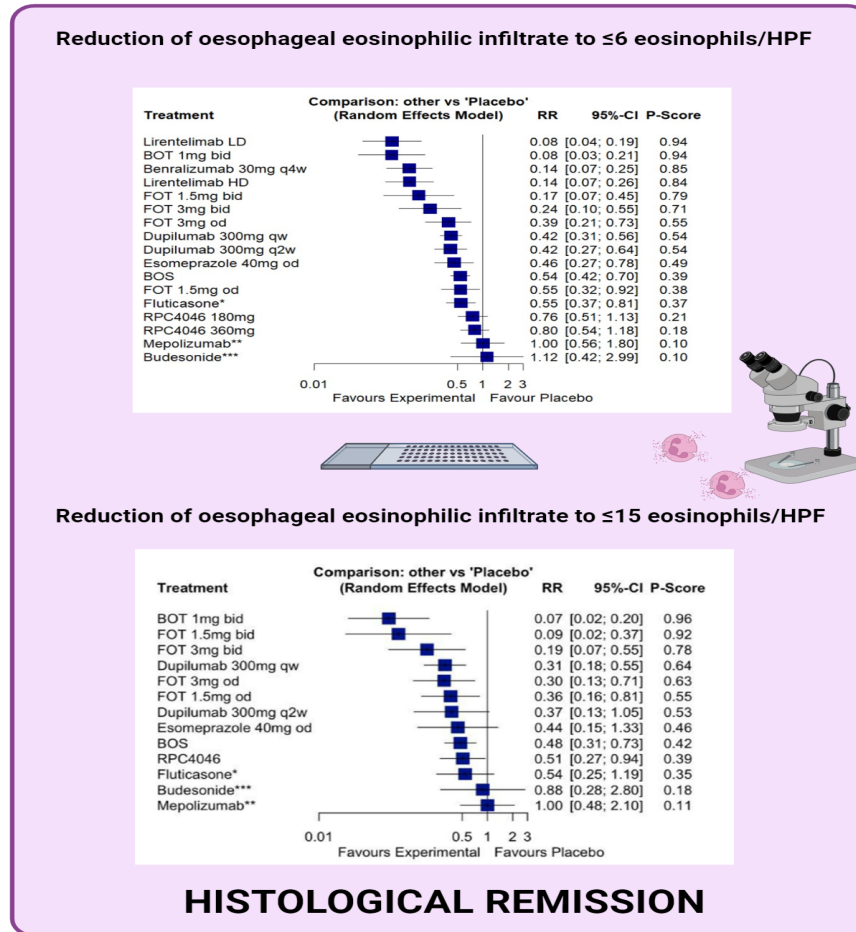 Reduction of oesophageal eosinophilic infiltrate to ≤6 eosinophils/HPF
Comparison: other vs 'Placebo'
Treatment (Random Effects Model) RR 95%-CI P-Score
Lirentelimab LD 0.08 [0.04; 0.19] 0.94
BOT 1mg bid 0.08 [0.03; 0.21] 0.94
Benralizumab 30mg q4w 0.14 [0.07; 0.25] 0.85
Lirentelimab HD 0.14 [0.07; 0.26] 0.84
FOT 1.5mg bid 0.17 [0.07; 0.45] 0.79
FOT 3mg bid 0.24 [0.10; 0.55] 0.71
FOT 3mg od 0.39 [0.21; 0.73] 0.55
Dupilumab 300mg qw 0.42 [0.31; 0.56] 0.54
Dupilumab 300mg q2w 0.42 [0.27; 0.64] 0.54
Esomeprazole 40mg od 0.46 [0.27; 0.78] 0.49
BOS 0.54 [0.42; 0.70] 0.39
FOT 1.5mg od 0.55 [0.32; 0.92] 0.38
Fluticasone* 0.55 [0.37; 0.81] 0.37
RPC4046 180mg 0.76 [0.51; 1.13] 0.21
RPC4046 360mg 0.80 [0.54; 1.18] 0.18
Mepolizumab** 1.00 [0.56; 1.80] 0.10
Budesonide*** 1.12 [0.42; 2.99] 0.10
0.01 0.5 1 2 3
Favours Experimental Favour Placebo
Reduction of oesophageal eosinophilic infiltrate to ≤15 eosinophils/HPF
Comparison: other vs 'Placebo'
Treatment (Random Effects Model) RR 95%-CI P-Score
BOT 1mg bid 0.07 [0.02; 0.20] 0.96
FOT 1.5mg bid 0.09 [0.02; 0.37] 0.92
FOT 3mg bid 0.19 [0.07; 0.55] 0.78
Dupilumab 300mg qw 0.31 [0.18; 0.55] 0.64
FOT 3mg od 0.30 [0.13; 0.71] 0.63
FOT 1.5mg od 0.36 [0.16; 0.81] 0.55
Dupilumab 300mg q2w 0.37 [0.13; 1.05] 0.53
Esomeprazole 40mg od 0.44 [0.15; 1.33] 0.46
BOS 0.48 [0.31; 0.73] 0.42
RPC4046 0.51 [0.27; 0.94] 0.39
Fluticasone* 0.54 [0.25; 1.19] 0.35
Budesonide*** 0.88 [0.28; 2.80] 0.18
Mepolizumab** 1.00 [0.48; 2.10] 0.11
0.01 0.5 1 2 3
Favours Experimental Favours Placebo
HISTOLOGICAL REMISSION